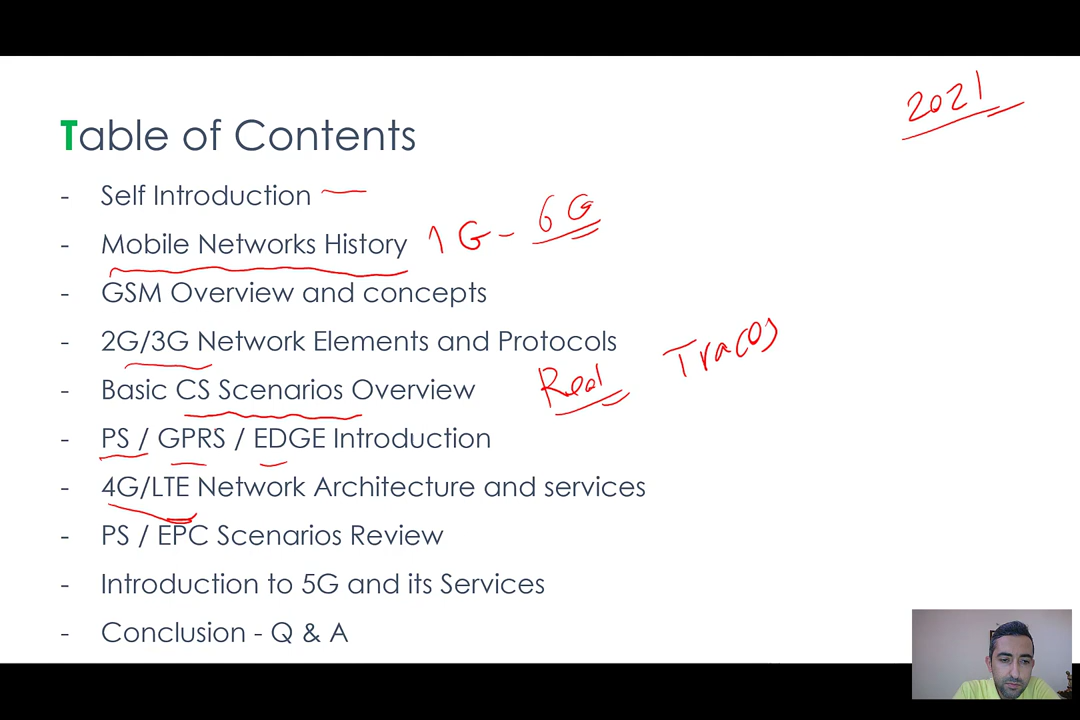 2021
Table of Contents
- Self Introduction
- Mobile Networks History 1G - 6G
- GSM Overview and concepts
- 2G/3G Network Elements and Protocols
- Basic CS Scenarios Overview Real Traces
- PS / GPRS / EDGE Introduction
- 4G/LTE Network Architecture and services
- PS / EPC Scenarios Review
- Introduction to 5G and its Services
- Conclusion - Q & A